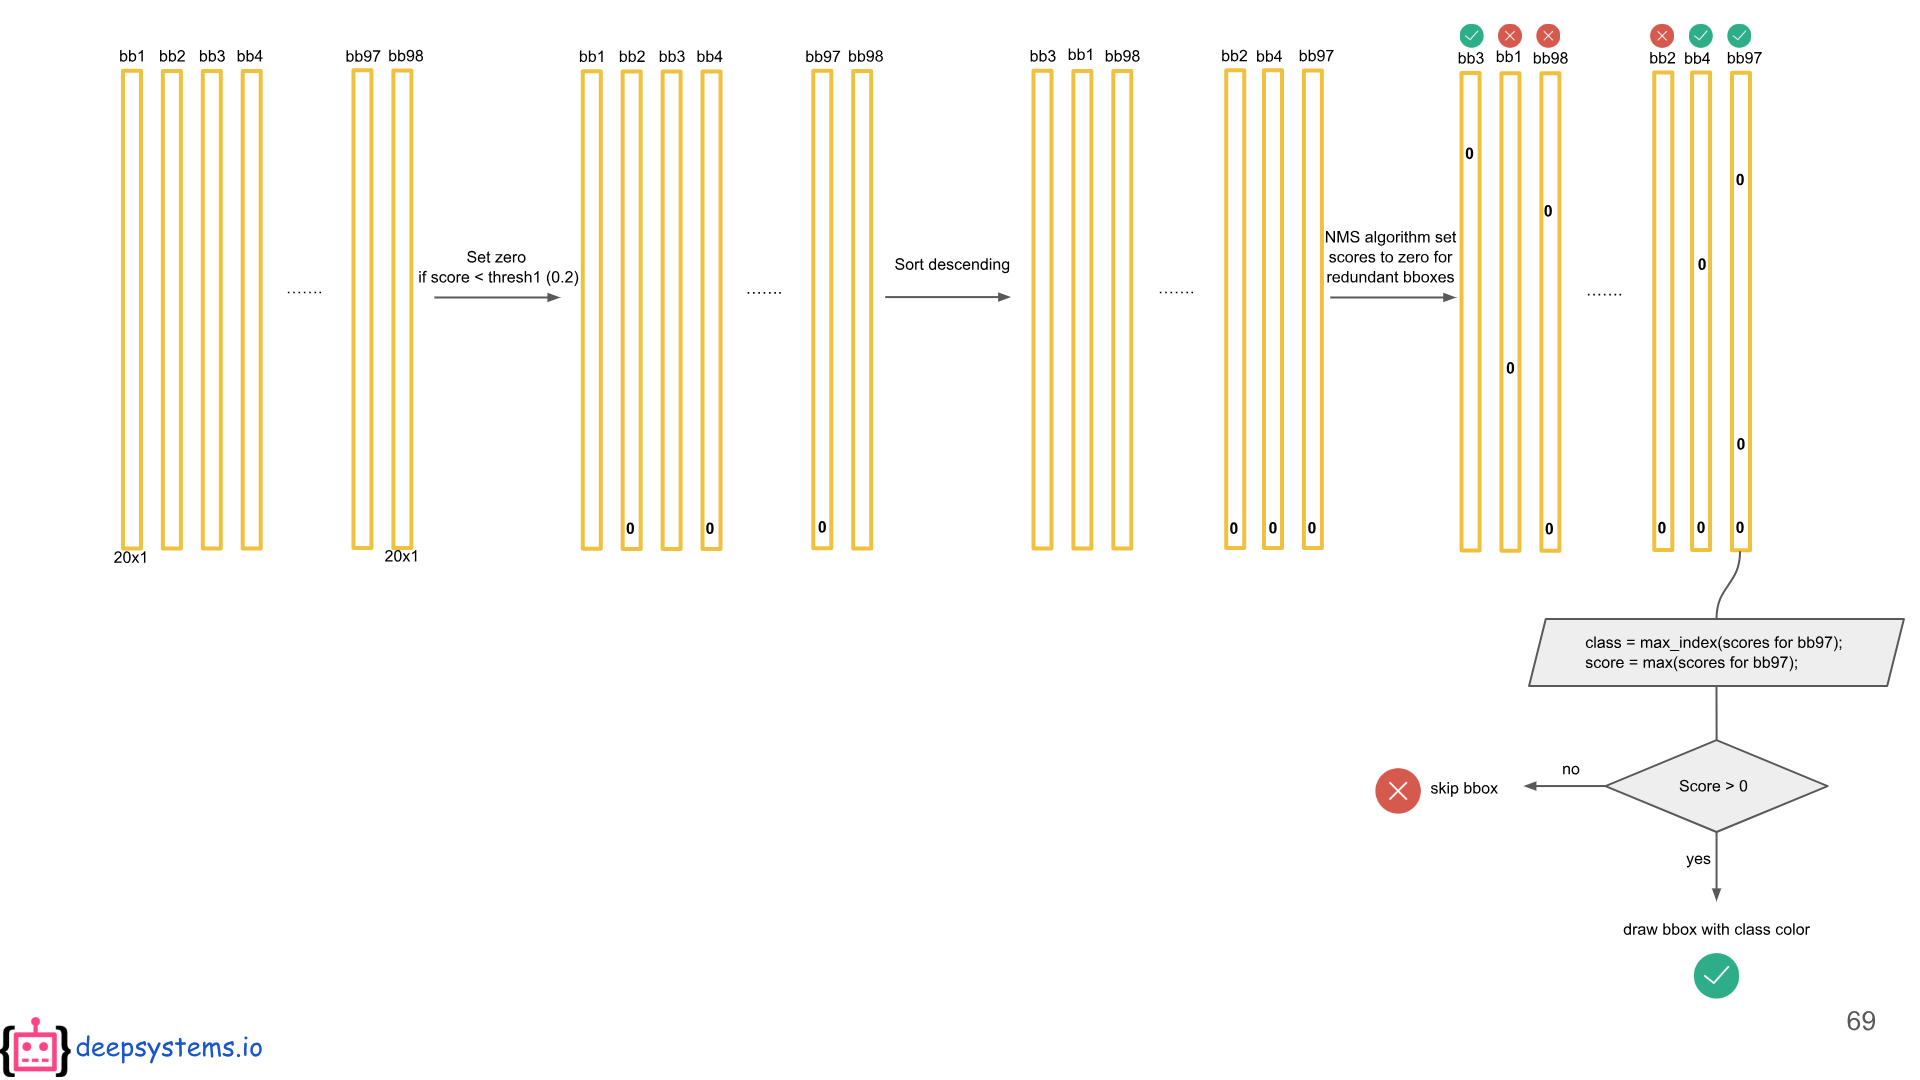 bb1 bb2 bb3 bb4 bb97 bb98
20x1 20x1
.......
Set zero
if score < thresh1 (0.2)
bb1 bb2 bb3 bb4 bb97 bb98
.......
0 0 0
Sort descending
bb3 bb1 bb98 bb2 bb4 bb97
.......
0 0 0
NMS algorithm set
scores to zero for
redundant bboxes
bb3 bb1 bb98 bb2 bb4 bb97
0
0
0
0
.......
0
0
0 0 0 0
class = max_index(scores for bb97);
score = max(scores for bb97);
Score > 0
no
skip bbox
yes
draw bbox with class color
69
{ } deepsystems.io